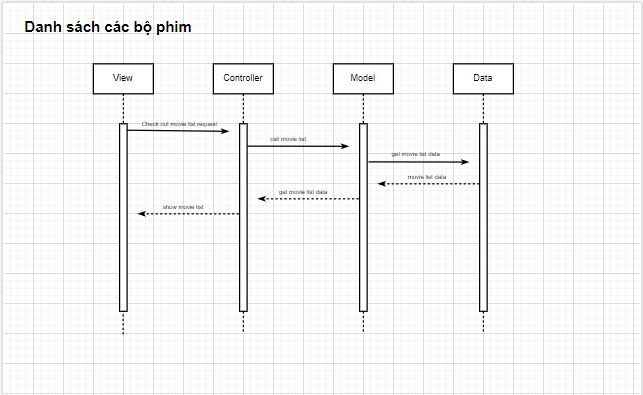 Danh sách các bộ phim
View
Controller
Model
Data
Check out movie list request
call movie list
get movie list data
movie list data
get movie list data
show movie list